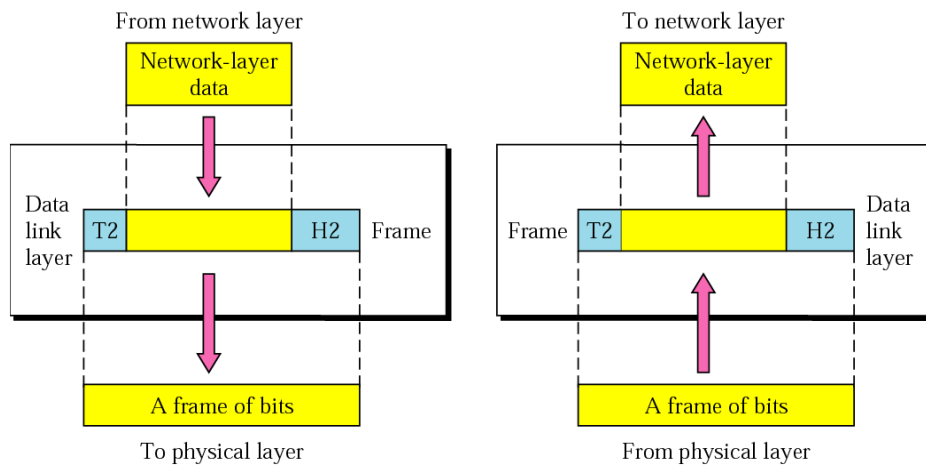 From network layer
Network-layer
data
Data
link
layer
T2
H2
Frame
A frame of bits
To physical layer
To network layer
Network-layer
data
Frame
T2
H2
Data
link
layer
A frame of bits
From physical layer